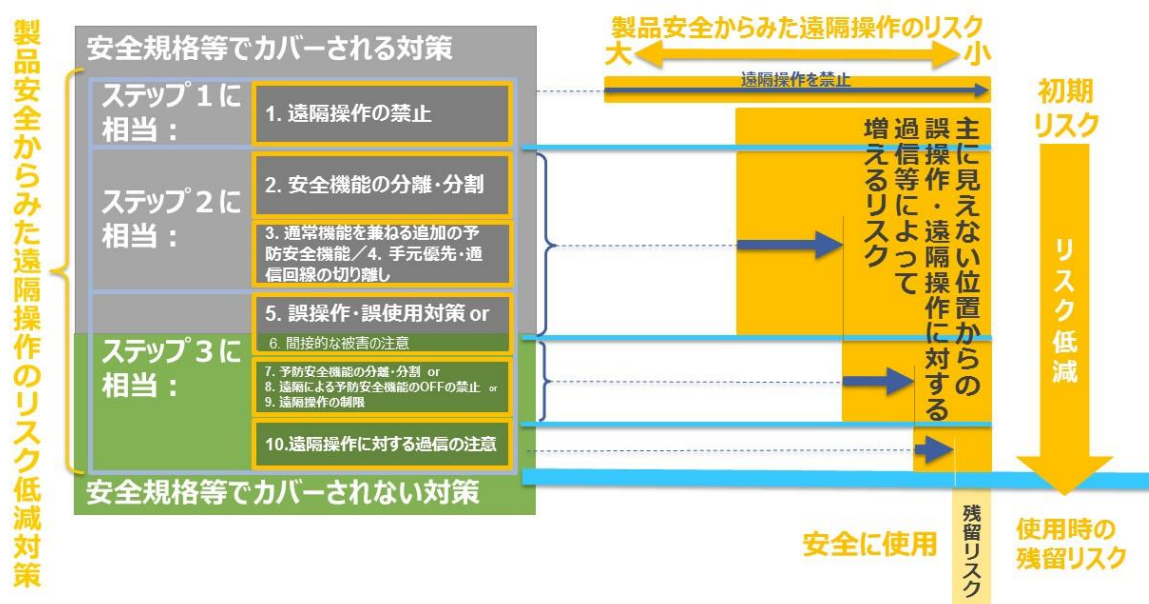 製品安全からみた遠隔操作のリスク低減対策
安全規格等でカバーされる対策
ステップ1に
相当：
1. 遠隔操作の禁止
ステップ2に
相当：
2. 安全機能の分離・分割
3. 通常機能を兼ねる追加の予
防安全機能／4. 手元優先・通
信回線の切り離し
ステップ3に
相当：
5. 誤操作・誤使用対策 or
6. 間接的な被害の注意
7. 予防安全機能の分離・分割 or
8. 遠隔による予防安全機能のOFFの禁止 or
9. 遠隔操作の制限
10.遠隔操作に対する過信の注意
安全規格等でカバーされない対策
製品安全からみた遠隔操作のリスク
大
小
遠隔操作を禁止
主に見えない位置からの
誤操作・遠隔操作に対する
過信等によって
増えるリスク
初期
リスク
リスク低減
安全に使用
残留リスク
使用時の
残留リスク